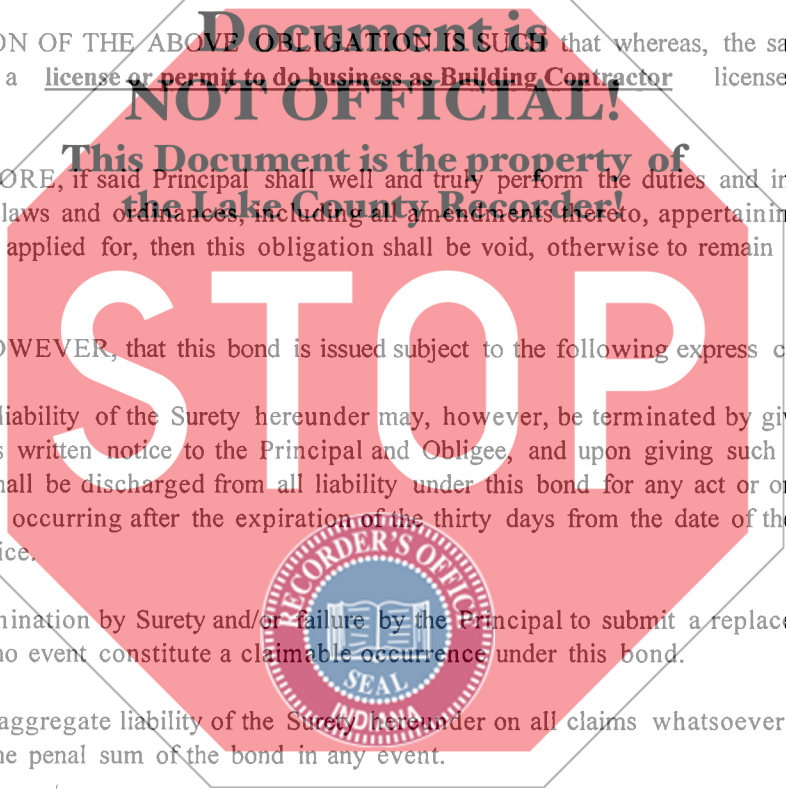 Document is
ON OF THE ABOVE OBLIGATION IS SUCH that whereas, the sa
a license or permit to do business as Building Contractor license
NOT OFFICIAL!
This Document is the property of
ORE, if said Principal shall well and truly perform the duties and in
the Lake County Recorder!
laws and ordinances, including all amendments thereto, appertainin
applied for, then this obligation shall be void, otherwise to remain
STOP
OWEVER, that this bond is issued subject to the following express c
liability of the Surety hereunder may, however, be terminated by giv
s written notice to the Principal and Obligee, and upon giving such
hall be discharged from all liability under this bond for any act or o
occurring after the expiration of the thirty days from the date of the
ice.
RECORDER'S OFFICE
mination by Surety and/or failure by the Principal to submit a replace
no event constitute a claimable occurrence under this bond.
SEAL
INDIANA
aggregate liability of the Surety hereunder on all claims whatsoever
he penal sum of the bond in any event.